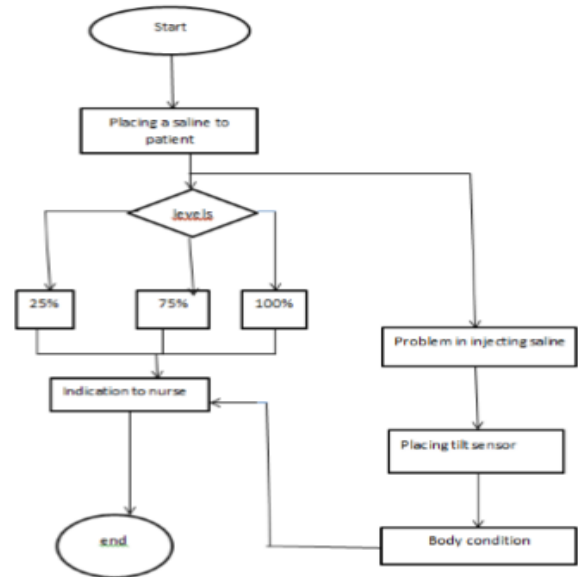 Start
Placing a saline to
patient
levels
25%
75%
100%
Problem in injecting saline
Indication to nurse
Placing tilt sensor
end
Body condition